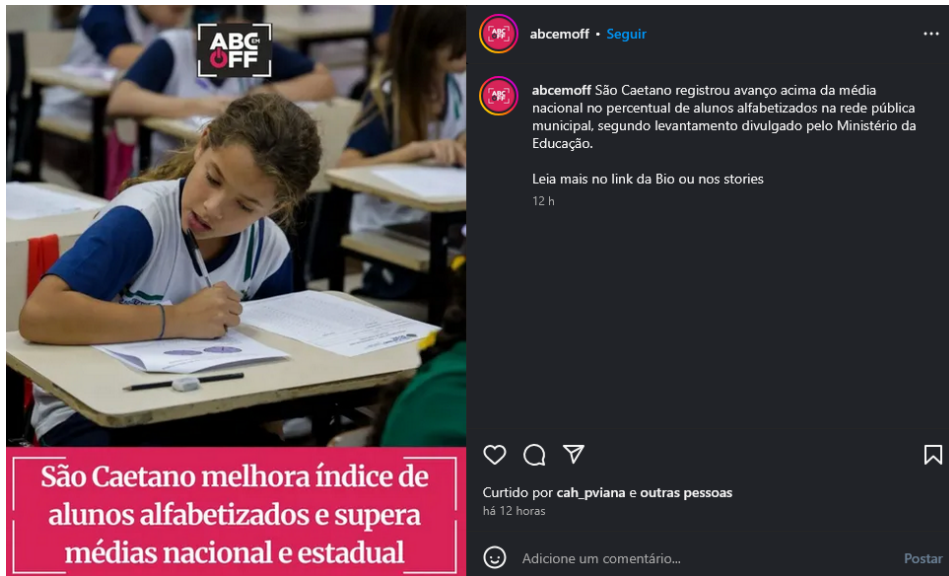 ABC EM
OFF
São Caetano melhora índice de
alunos alfabetizados e supera
médias nacional e estadual
abcemoff • Seguir
abcemoff São Caetano registrou avanço acima da média
nacional no percentual de alunos alfabetizados na rede pública
municipal, segundo levantamento divulgado pelo Ministério da
Educação.
Leia mais no link da Bio ou nos stories
12 h
Curtido por cah_pviana e outras pessoas
há 12 horas
Adicione um comentário...
Postar